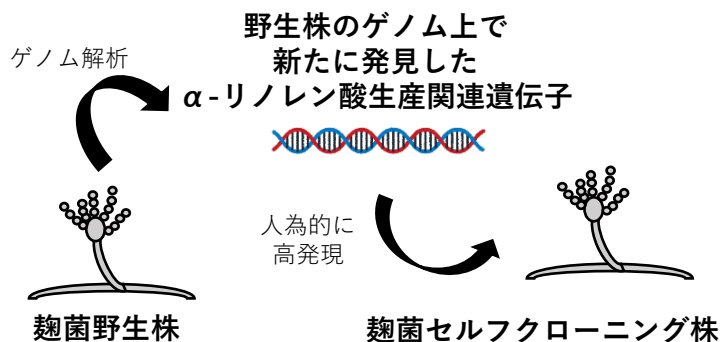 野生株のゲノム上で
新たに発見した
α-リノレン酸生産関連遺伝子
ゲノム解析
人為的に
高発現
麹菌野生株
麹菌セルフクローニング株